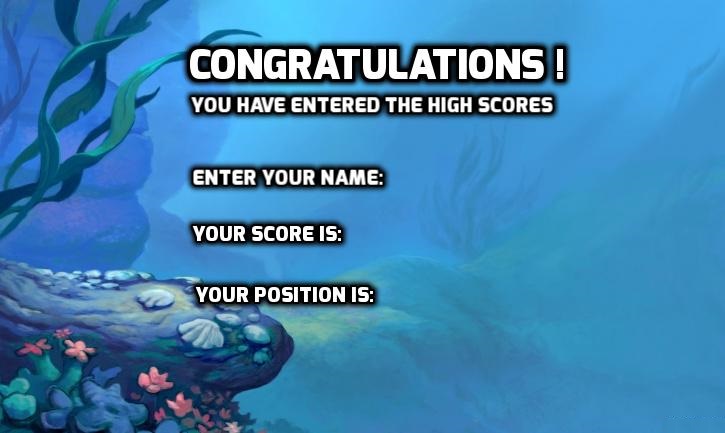 CONGRATULATIONS !
YOU HAVE ENTERED THE HIGH SCORES
ENTER YOUR NAME:
YOUR SCORE IS:
YOUR POSITION IS: